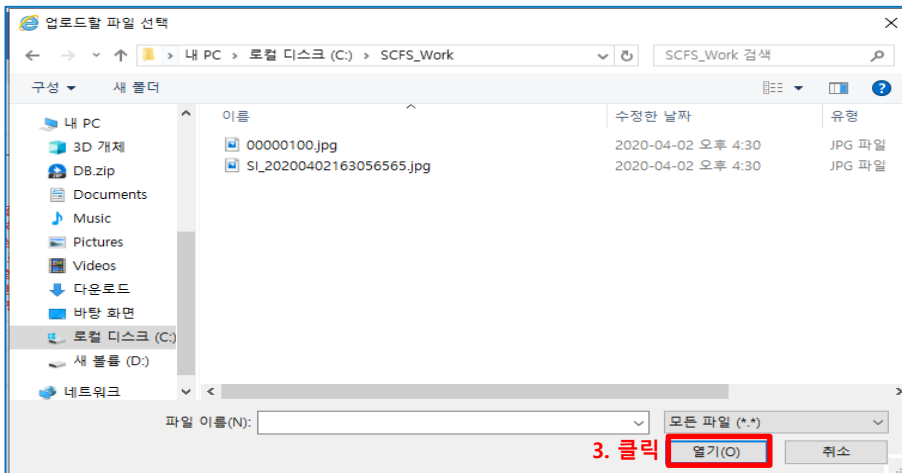 업로드할 파일 선택
내 PC > 로컬 디스크 (C:) > SCFS_Work
SCFS_Work 검색
구성
새 폴더
내 PC
3D 개체
DB.zip
Documents
Music
Pictures
Videos
다운로드
바탕 화면
로컬 디스크 (C:)
새 볼륨 (D:)
네트워크
이름 수정한 날짜 유형
00000100.jpg 2020-04-02 오후 4:30 JPG 파일
SI_20200402163056565.jpg 2020-04-02 오후 4:30 JPG 파일
파일 이름(N):
모든 파일 (*.*)
3. 클릭
열기(O)
취소